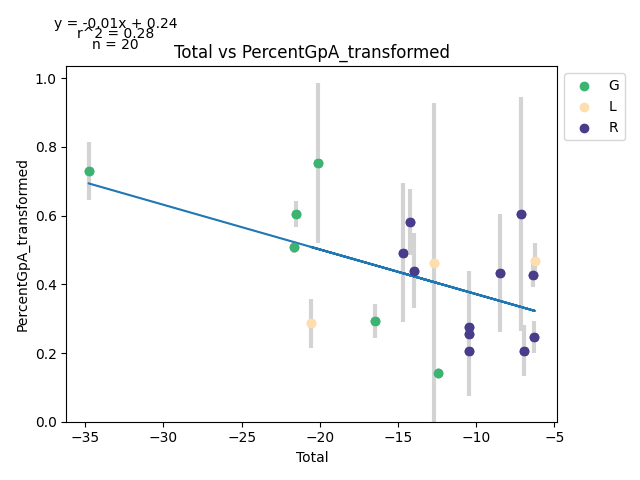 y = -0.01x + 0.24
r^2 = 0.28
n = 20
Total vs PercentGpA_transformed
G
L
R
PercentGpA_transformed
1.0
0.8
0.6
0.4
0.2
0.0
−35
−30
−25
−20
−15
−10
−5
Total